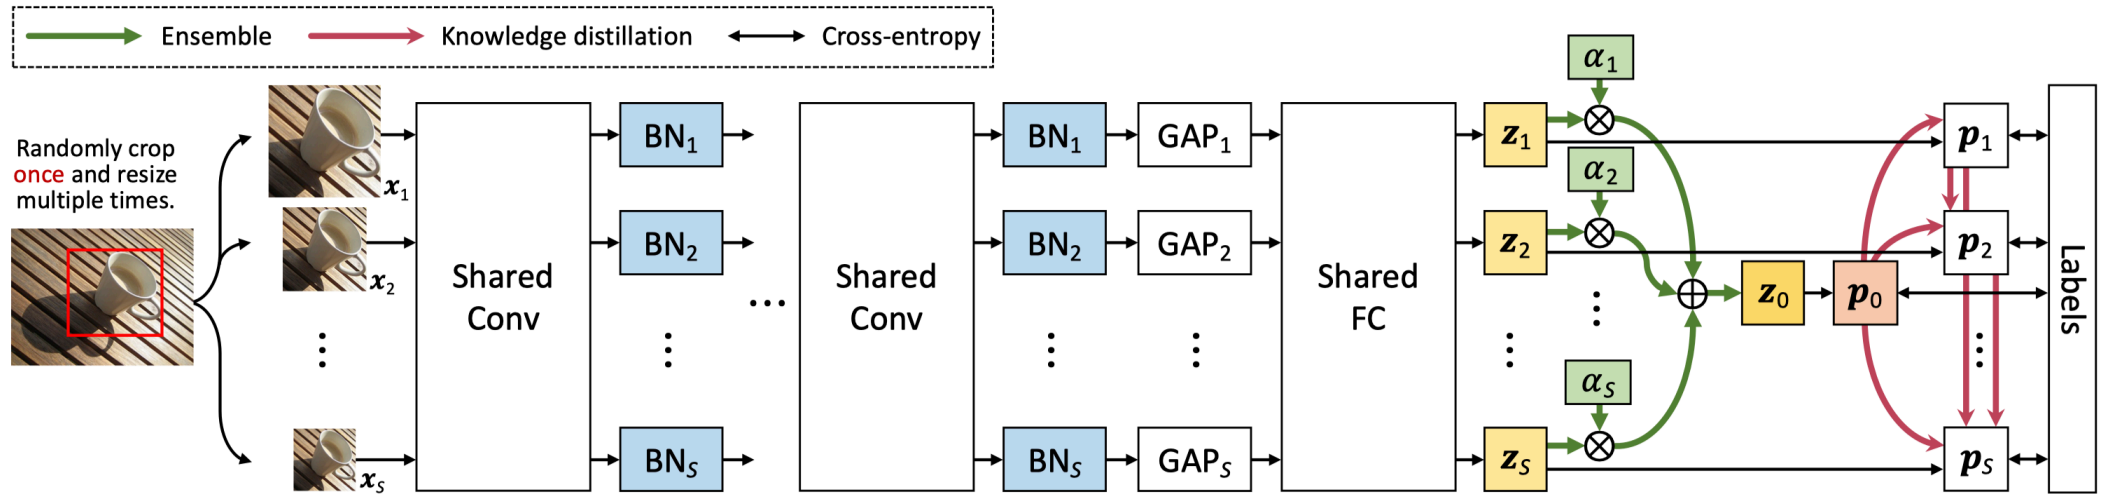 Ensemble
Knowledge distillation
Cross-entropy
Randomly crop
once and resize
multiple times.
x1
x2
xS
Shared
Conv
BN1
BN2
BNS
Shared
Conv
BN1
BN2
BNS
GAP1
GAP2
GAPS
Shared
FC
z1
z2
zS
α1
α2
αS
z0
p0
p1
p2
pS
Labels